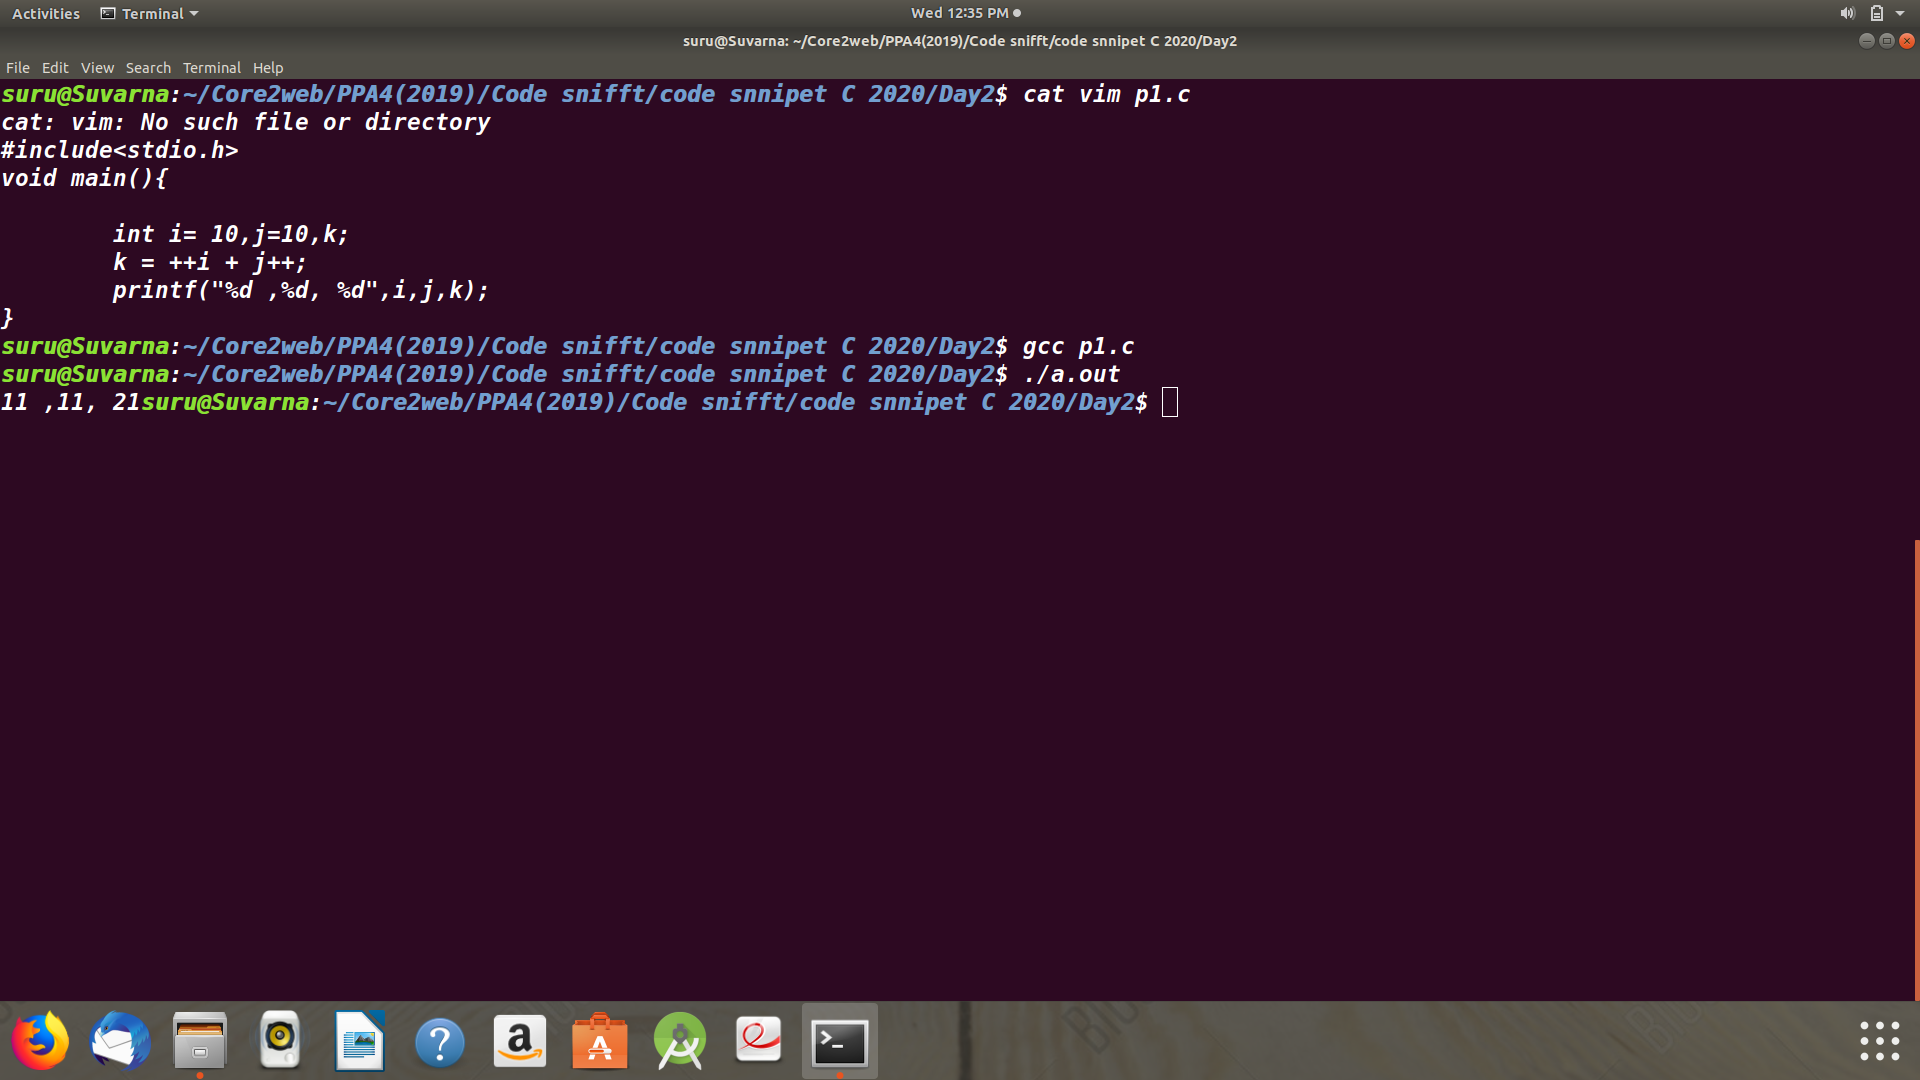 Activities Terminal Wed 12:35 PM
suru@Suvarna: ~/Core2web/PPA4(2019)/Code snifft/code snnipet C 2020/Day2
File Edit View Search Terminal Help
suru@Suvarna:~/Core2web/PPA4(2019)/Code snifft/code snnipet C 2020/Day2$ cat vim p1.c
cat: vim: No such file or directory
#include<stdio.h>
void main(){
int i= 10,j=10,k;
k = ++i + j++;
printf("%d ,%d, %d",i,j,k);
}
suru@Suvarna:~/Core2web/PPA4(2019)/Code snifft/code snnipet C 2020/Day2$ gcc p1.c
suru@Suvarna:~/Core2web/PPA4(2019)/Code snifft/code snnipet C 2020/Day2$ ./a.out
11 ,11, 21suru@Suvarna:~/Core2web/PPA4(2019)/Code snifft/code snnipet C 2020/Day2$